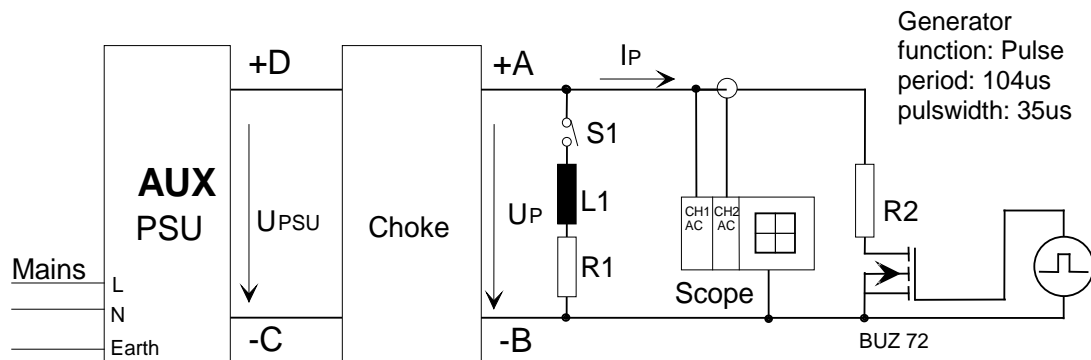 Generator
function: Pulse
period: 104us
pulswidth: 35us
+D
+A
IP
S1
AUX
PSU
UPSU
Choke
UP
L1
R1
CH1
AC
CH2
AC
R2
Scope
Mains
L
N
Earth
-C
-B
BUZ 72